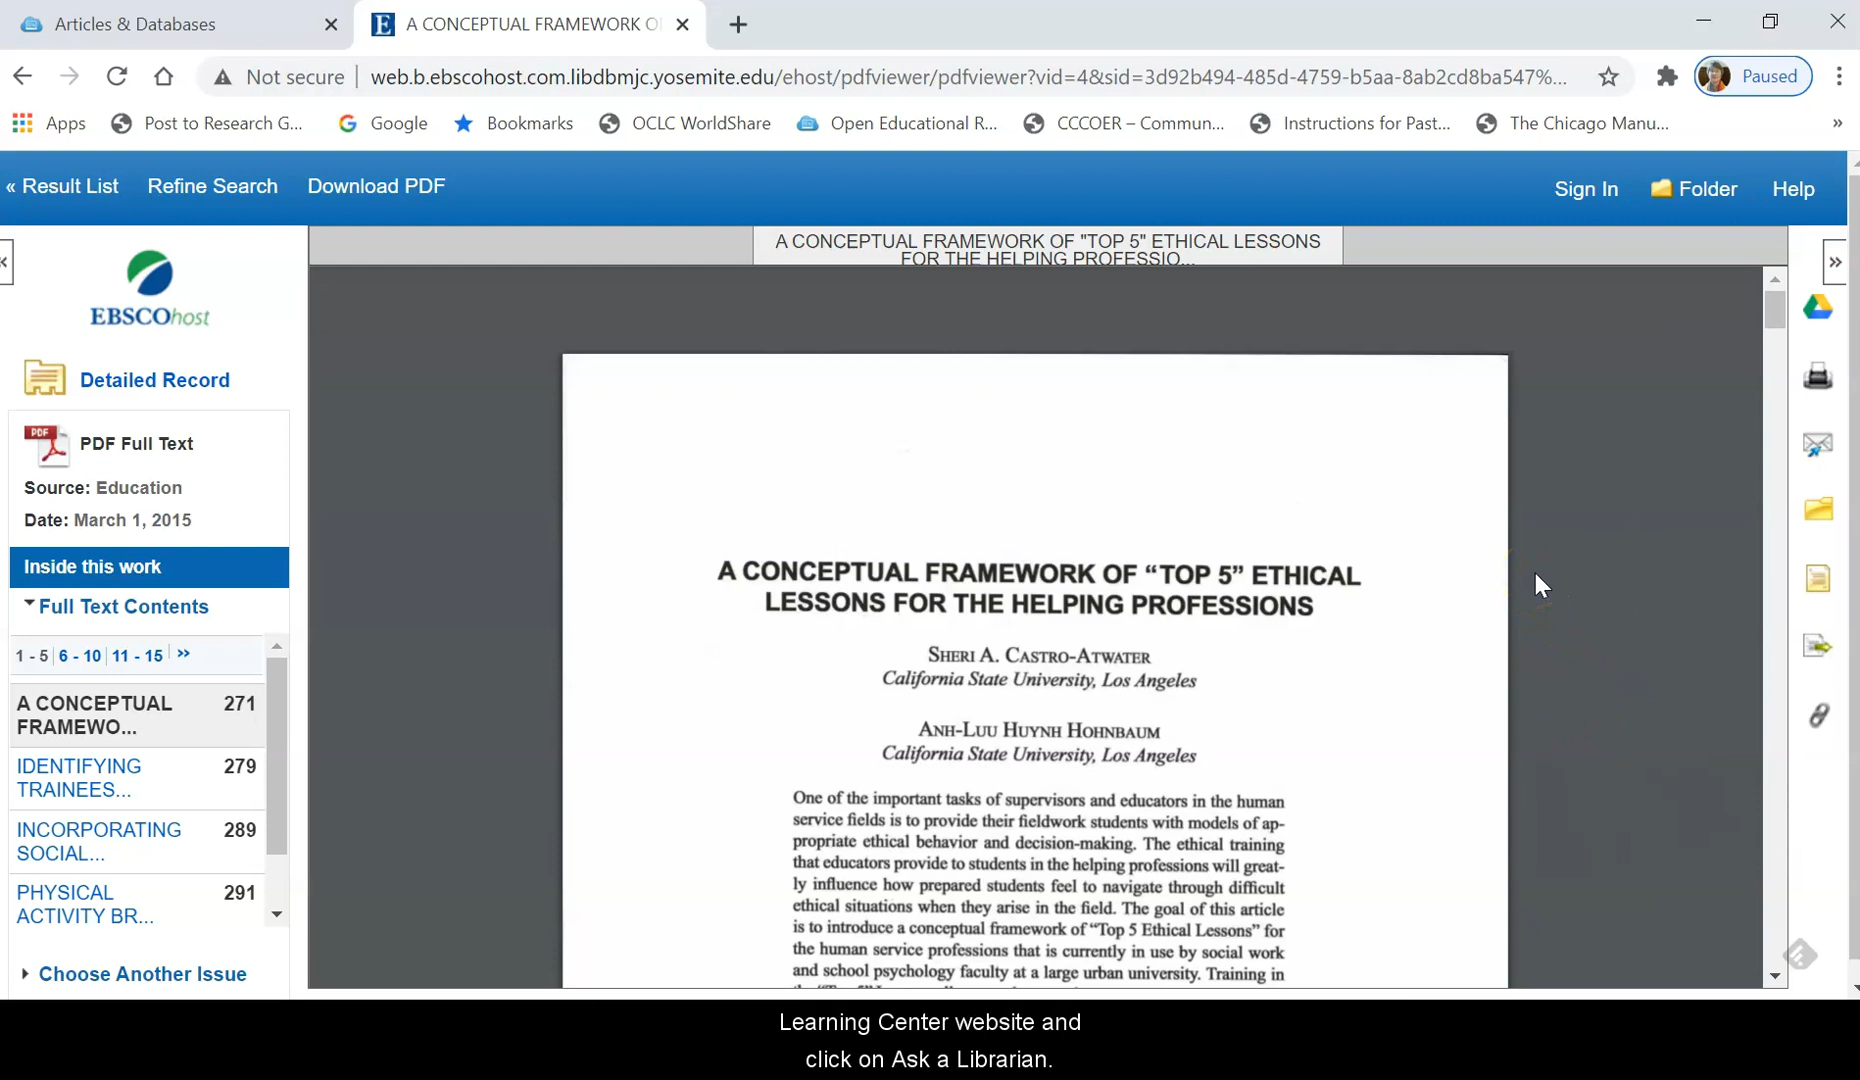 Articles & Databases
A CONCEPTUAL FRAMEWORK O
Not secure
web.b.ebscohost.com.libdbmjc.yosemite.edu/ehost/pdfviewer/pdfviewer?vid=4&sid=3d92b494-485d-4759-b5aa-8ab2cd8ba547%...
Paused
Apps
Post to Research G...
Google
Bookmarks
OCLC WorldShare
Open Educational R...
CCCOER – Commun...
Instructions for Past...
The Chicago Manu...
« Result List
Refine Search
Download PDF
Sign In
Folder
Help
A CONCEPTUAL FRAMEWORK OF "TOP 5" ETHICAL LESSONS
FOR THE HELPING PROFESSIO...
EBSCOhost
Detailed Record
PDF
PDF Full Text
Source: Education
Date: March 1, 2015
Inside this work
Full Text Contents
1 - 5 6 - 10 11 - 15 »
A CONCEPTUAL 271
FRAMEWO...
IDENTIFYING 279
TRAINEES...
INCORPORATING 289
SOCIAL...
PHYSICAL 291
ACTIVITY BR...
Choose Another Issue
A CONCEPTUAL FRAMEWORK OF “TOP 5” ETHICAL
LESSONS FOR THE HELPING PROFESSIONS
SHERI A. CASTRO-ATWATER
California State University, Los Angeles
ANH-LUU HUYNH HOHNBAUM
California State University, Los Angeles
One of the important tasks of supervisors and educators in the human
service fields is to provide their fieldwork students with models of ap-
propriate ethical behavior and decision-making. The ethical training
that educators provide to students in the helping professions will great-
ly influence how prepared students feel to navigate through difficult
ethical situations when they arise in the field. The goal of this article
is to introduce a conceptual framework of “Top 5 Ethical Lessons” for
the human service professions that is currently in use by social work
and school psychology faculty at a large urban university. Training in
Learning Center website and
click on Ask a Librarian.